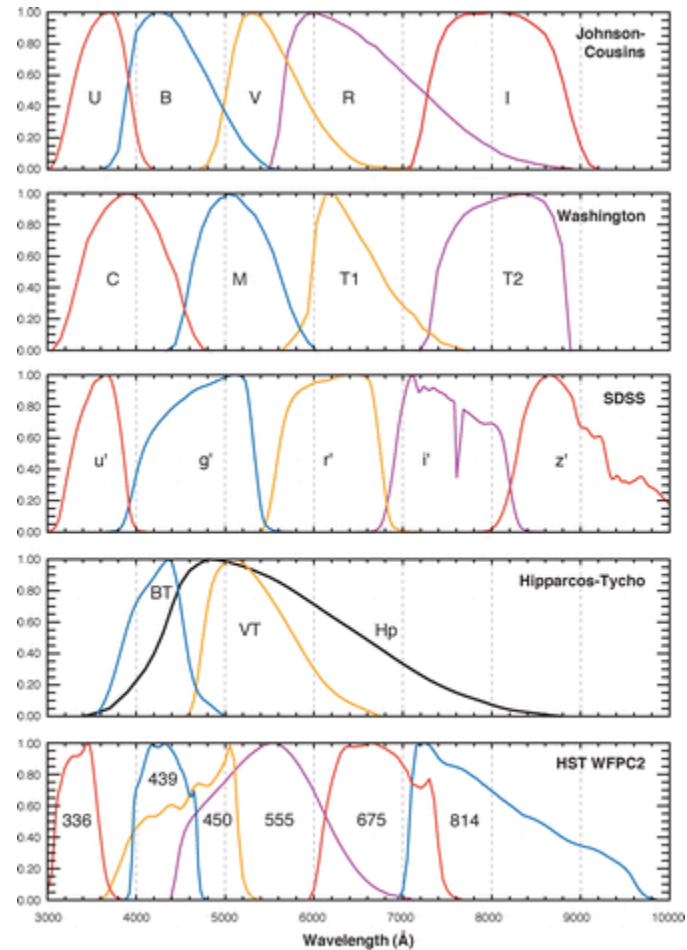 1.00
0.80
0.60
0.40
0.20
0.00
U B V R I
Johnson-
Cousins
1.00
0.80
0.60
0.40
0.20
0.00
C M T1 T2
Washington
1.00
0.80
0.60
0.40
0.20
0.00
u' g' r' i' z'
SDSS
1.00
0.80
0.60
0.40
0.20
0.00
BT VT Hp
Hipparcos-Tycho
1.00
0.80
0.60
0.40
0.20
0.00
336 439 450 555 675 814
HST WFPC2
3000 4000 5000 6000 7000 8000 9000 10000
Wavelength (Å)